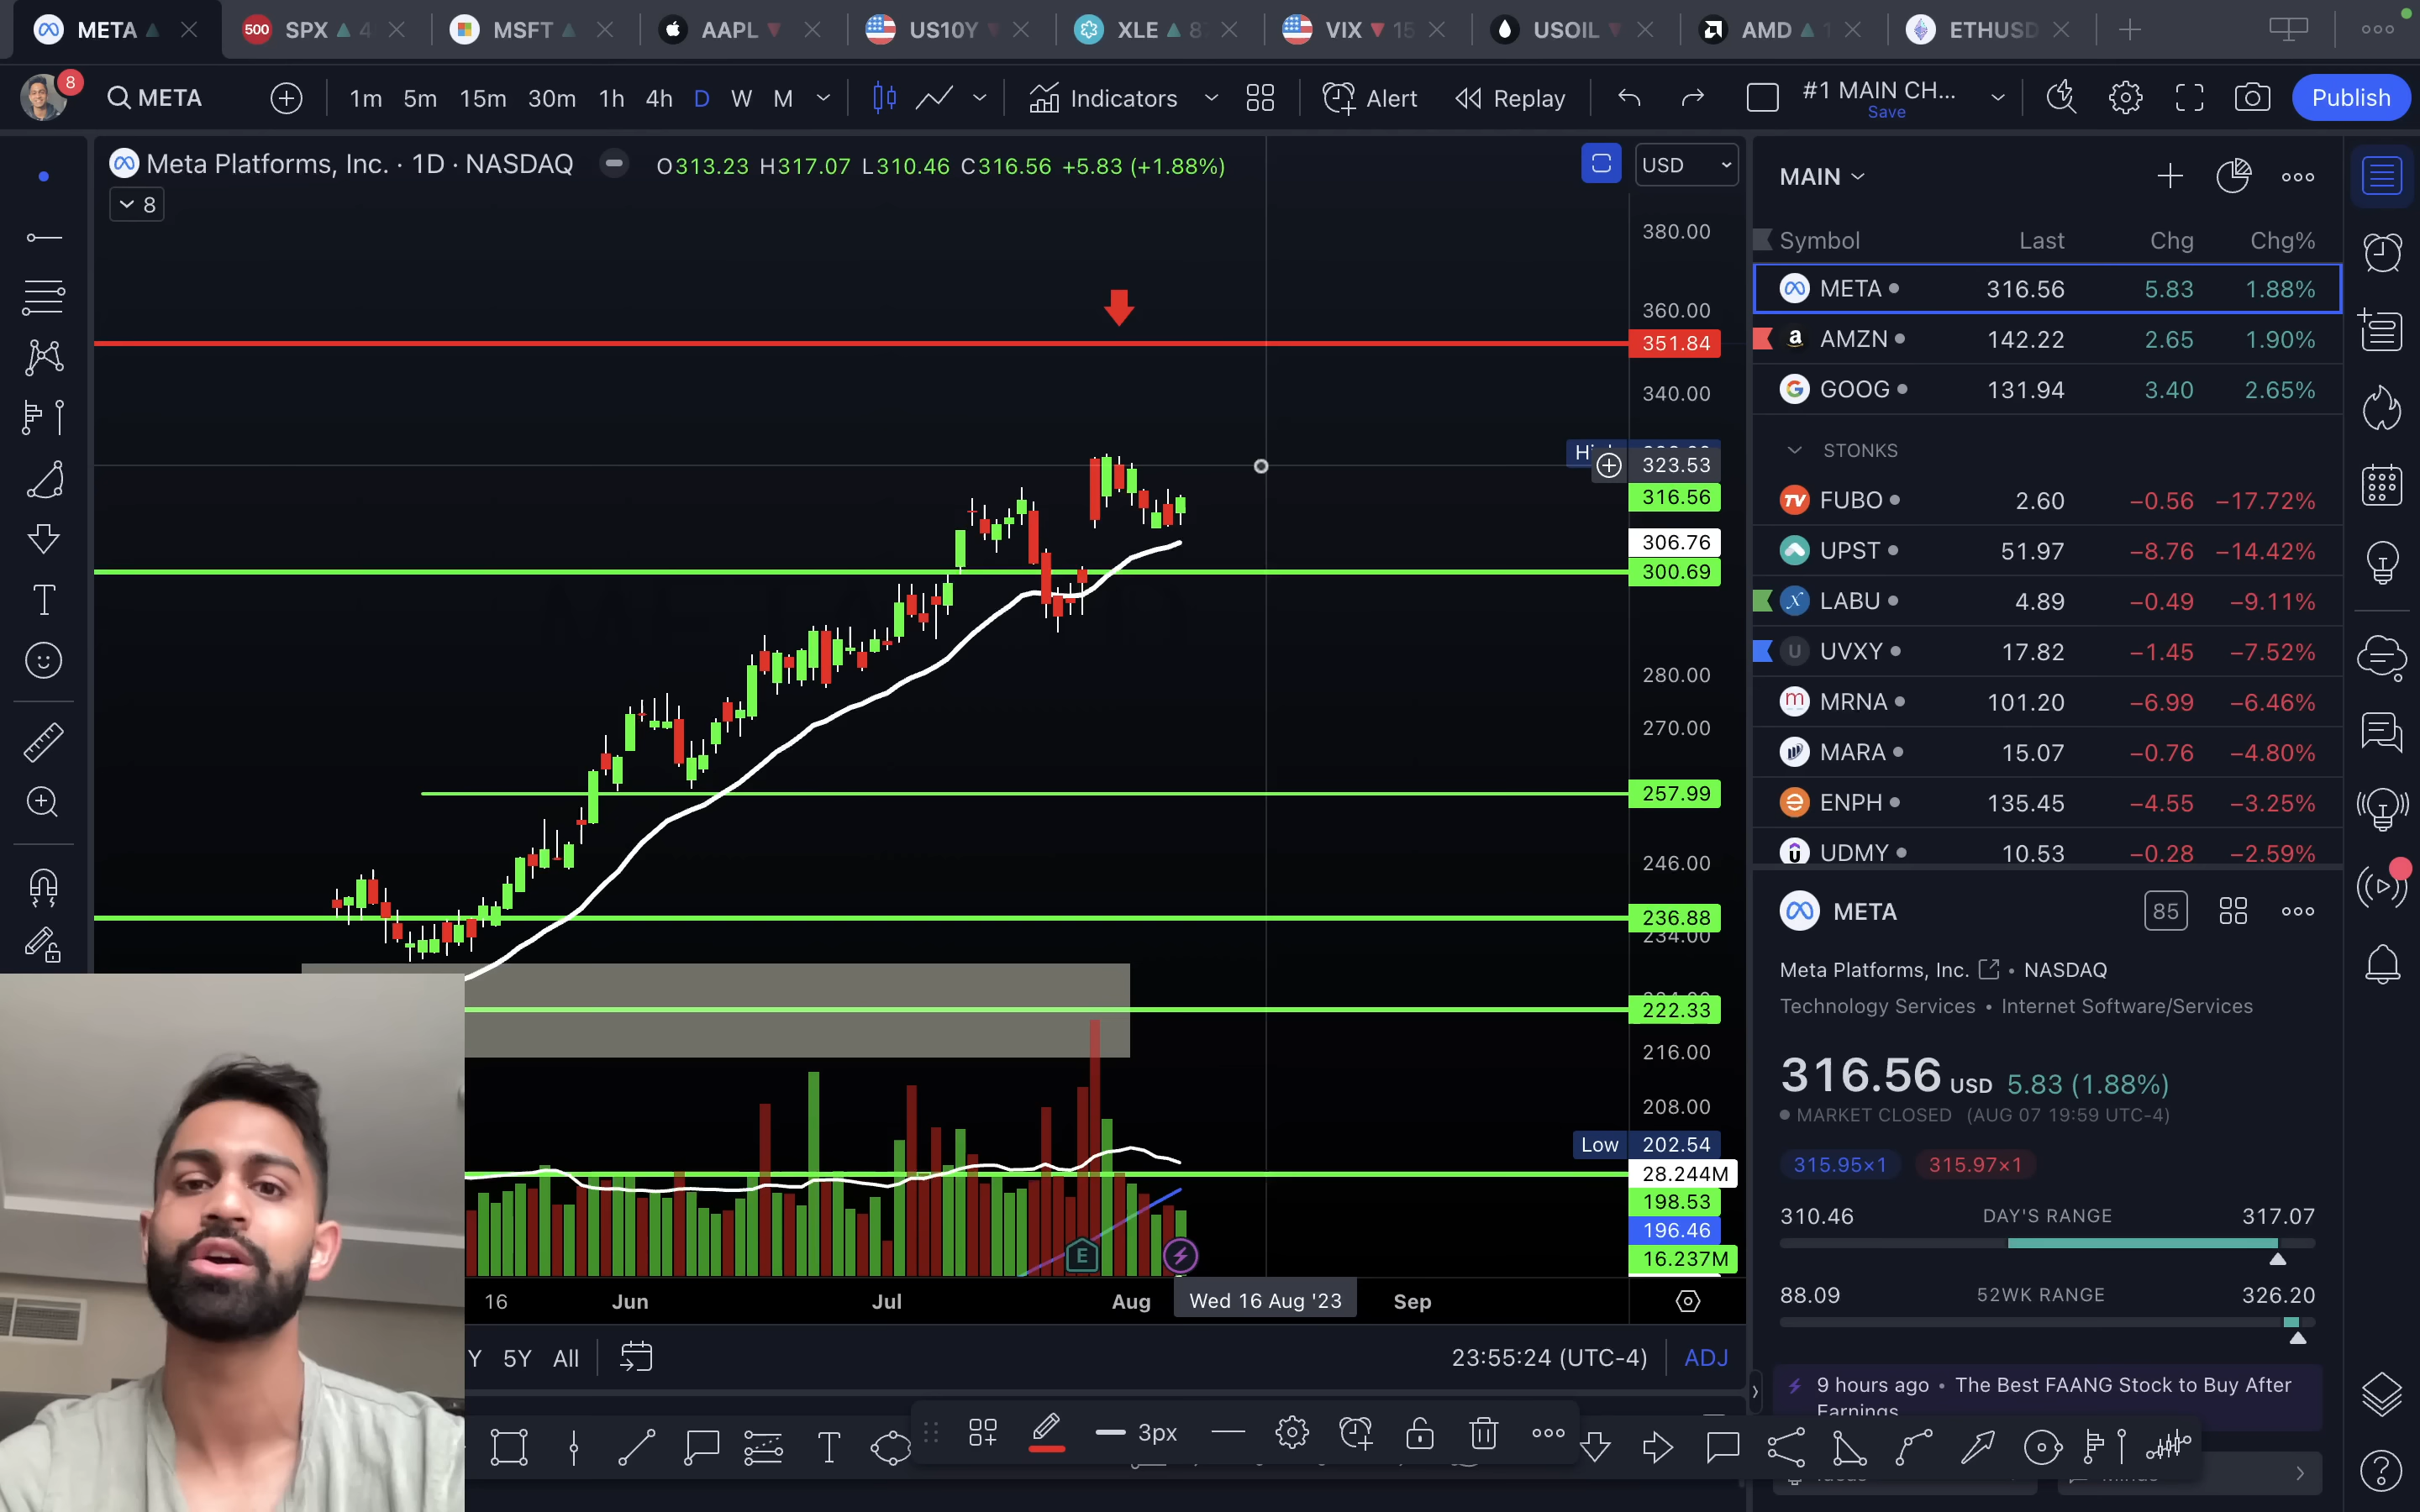 META
500 SPX 4
MSFT
AAPL
US10Y
XLE 8
VIX 15
USOIL
AMD 1
ETHUSD
8
META
1m 5m 15m 30m 1h 4h D W M
Indicators
Alert
Replay
#1 MAIN CH...
Save
Publish
Meta Platforms, Inc. · 1D · NASDAQ
O313.23 H317.07 L310.46 C316.56 +5.83 (+1.88%)
8
USD
380.00
360.00
351.84
340.00
323.53
316.56
306.76
300.69
280.00
270.00
257.99
246.00
236.88
234.00
222.33
216.00
208.00
Low 202.54
28.244M
198.53
196.46
16.237M
E
16 Jun Jul Aug Wed 16 Aug '23 Sep
Y 5Y All
23:55:24 (UTC-4) ADJ
3px
MAIN
Symbol Last Chg Chg%
META 316.56 5.83 1.88%
AMZN 142.22 2.65 1.90%
GOOG 131.94 3.40 2.65%
STONKS
FUBO 2.60 −0.56 −17.72%
UPST 51.97 −8.76 −14.42%
LABU 4.89 −0.49 −9.11%
U UVXY 17.82 −1.45 −7.52%
MRNA 101.20 −6.99 −6.46%
MARA 15.07 −0.76 −4.80%
ENPH 135.45 −4.55 −3.25%
UDMY 10.53 −0.28 −2.59%
META
85
Meta Platforms, Inc. • NASDAQ
Technology Services • Internet Software/Services
316.56 USD 5.83 (1.88%)
MARKET CLOSED (AUG 07 19:59 UTC-4)
315.95×1 315.97×1
310.46 DAY'S RANGE 317.07
88.09 52WK RANGE 326.20
9 hours ago • The Best FAANG Stock to Buy After
Earnings